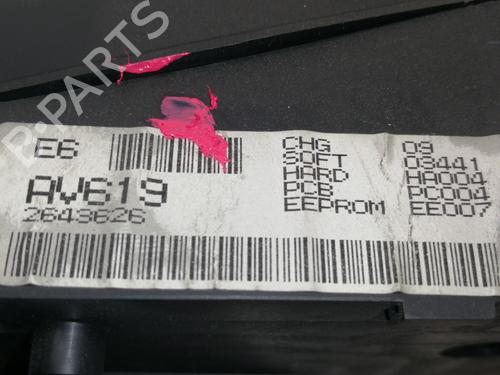 B-PARTS
E6
CHG 09
SOFT 03441
AV619
HARD HA004
PCB PC004
2643626
EEPROM EE007